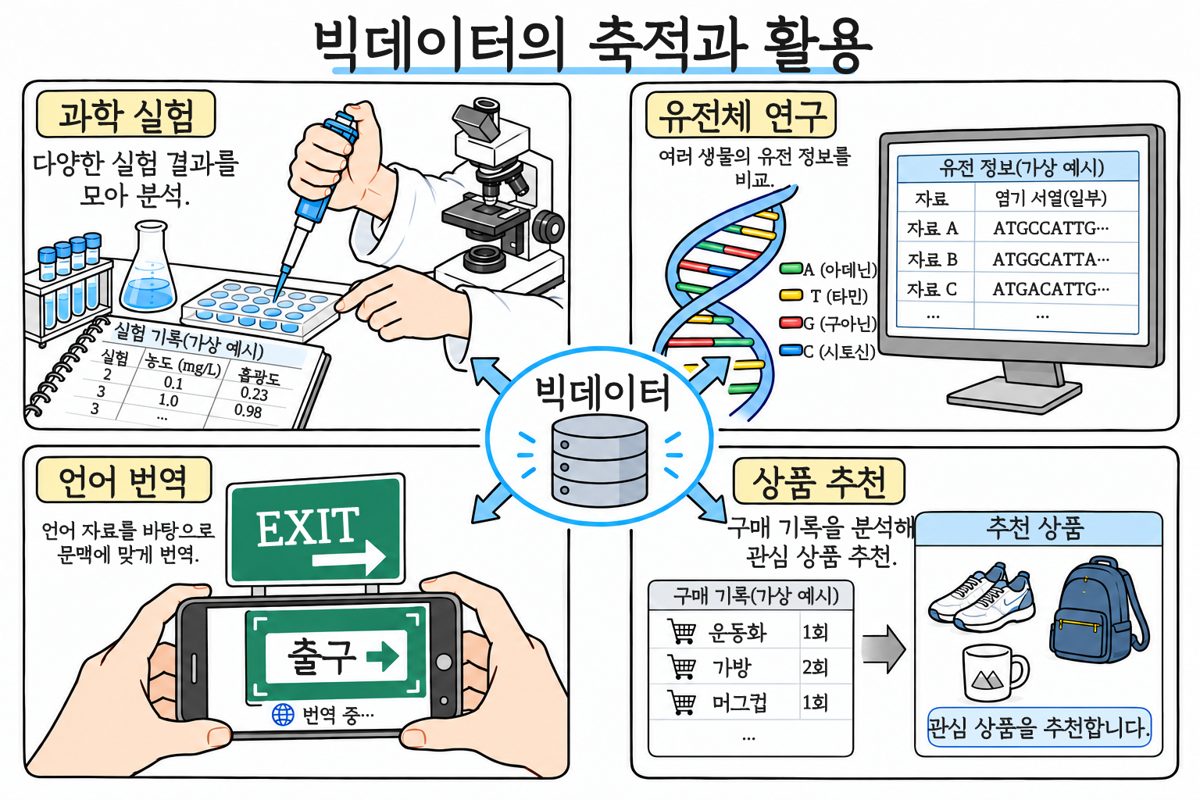 빅데이터의 축적과 활용
과학 실험
다양한 실험 결과를
모아 분석.
실험 기록(가상 예시)
실험 농도 (mg/L) 흡광도
2 0.1 0.23
3 1.0 0.98
3 ...
유전체 연구
여러 생물의 유전 정보를
비교.
A (아데닌)
T (타민)
G (구아닌)
C (시토신)
유전 정보(가상 예시)
자료 염기 서열(일부)
자료 A ATGCCATTG...
자료 B ATGGCATTA...
자료 C ATGACATTG...
... ...
빅데이터
언어 번역
언어 자료를 바탕으로
문맥에 맞게 번역.
EXIT
출구
번역 중...
상품 추천
구매 기록을 분석해
관심 상품 추천.
구매 기록(가상 예시)
운동화 1회
가방 2회
머그컵 1회
...
추천 상품
관심 상품을 추천합니다.